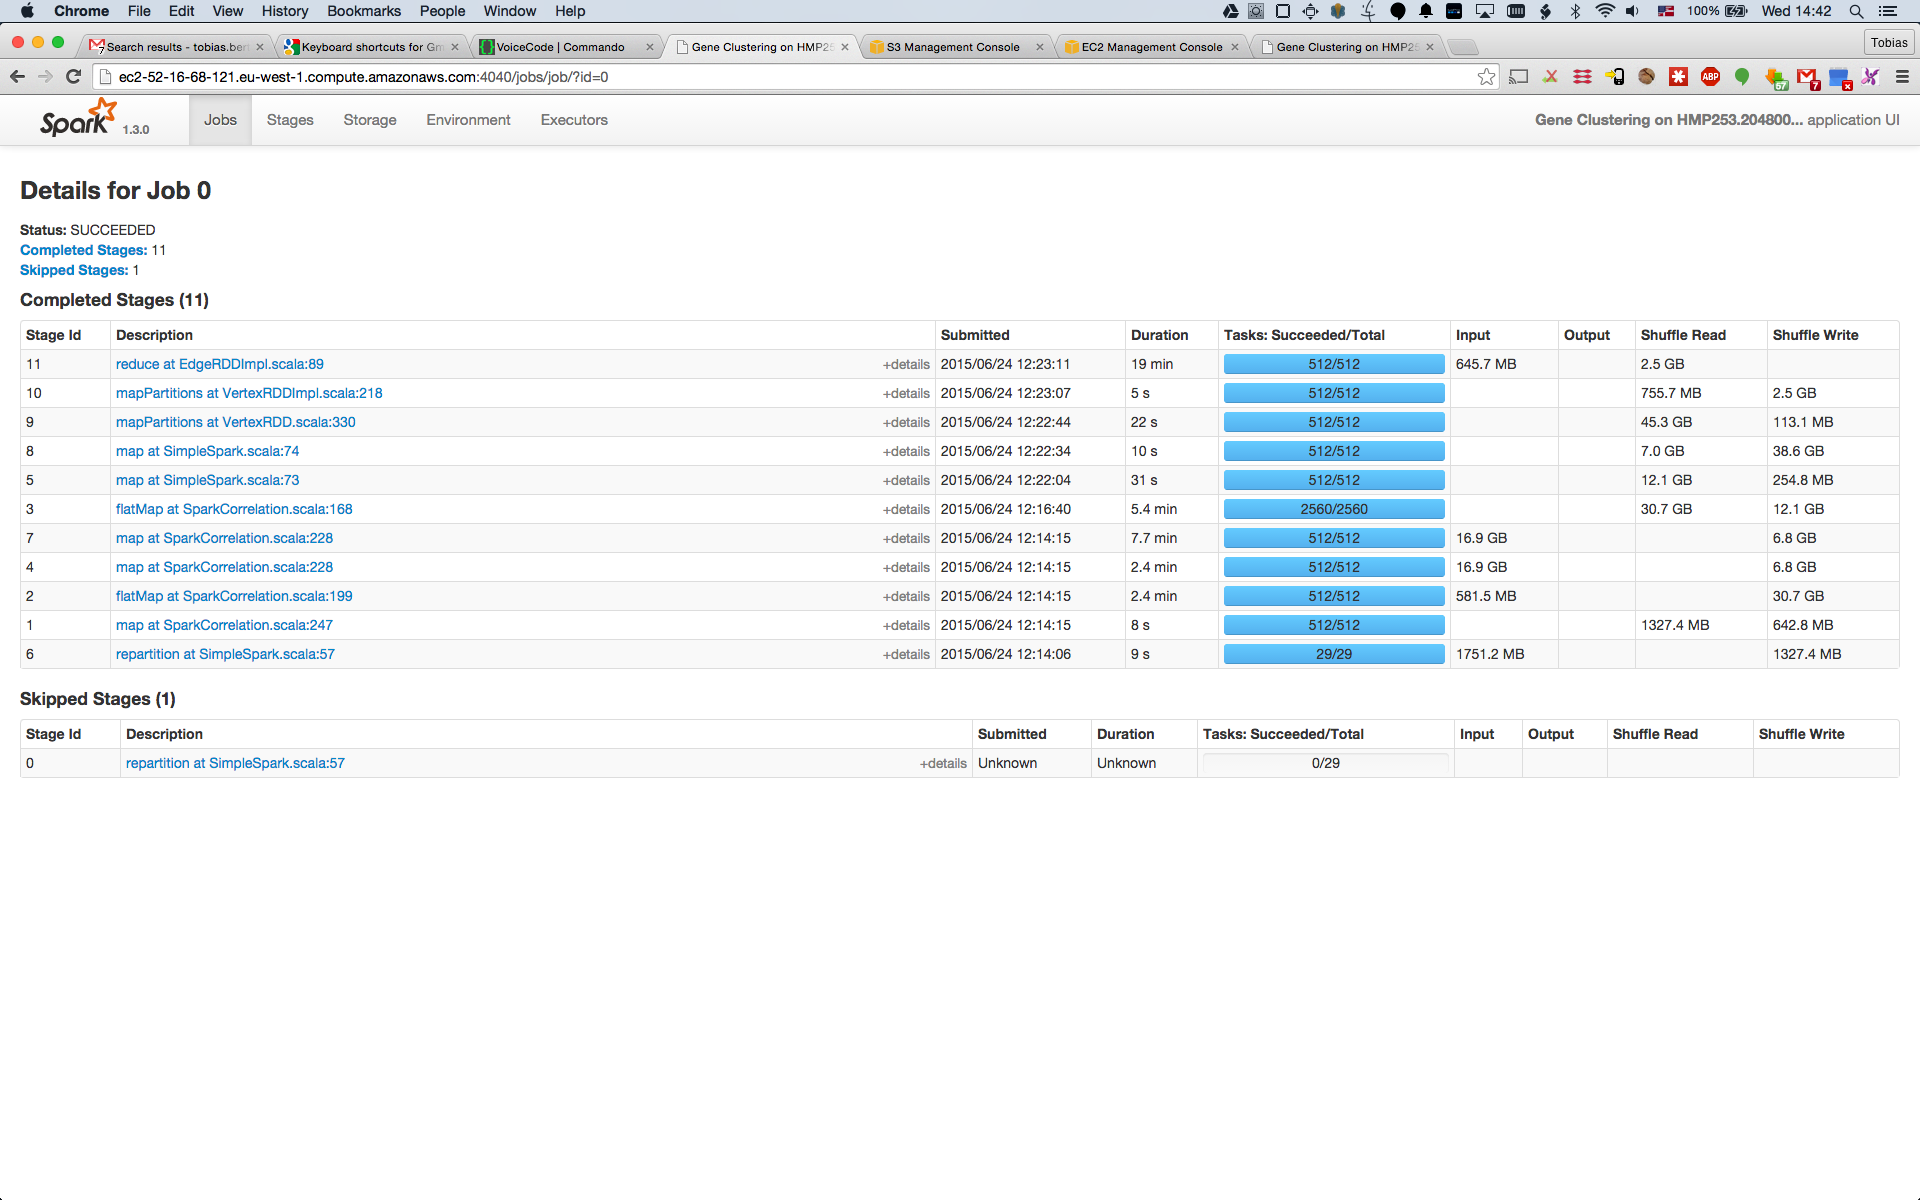 Chrome File Edit View History Bookmarks People Window Help 100% Wed 14:42
Search results - tobias.ber Keyboard shortcuts for Gm VoiceCode | Commando Gene Clustering on HMP25 S3 Management Console EC2 Management Console Gene Clustering on HMP25 Tobias
ec2-52-16-68-121.eu-west-1.compute.amazonaws.com:4040/jobs/job/?id=0
Spark 1.3.0 Jobs Stages Storage Environment Executors Gene Clustering on HMP253.204800... application UI
Details for Job 0
Status: SUCCEEDED
Completed Stages: 11
Skipped Stages: 1
Completed Stages (11)
Stage Id Description Submitted Duration Tasks: Succeeded/Total Input Output Shuffle Read Shuffle Write
11 reduce at EdgeRDDImpl.scala:89 +details 2015/06/24 12:23:11 19 min 512/512 645.7 MB 2.5 GB
10 mapPartitions at VertexRDDImpl.scala:218 +details 2015/06/24 12:23:07 5 s 512/512 755.7 MB 2.5 GB
9 mapPartitions at VertexRDD.scala:330 +details 2015/06/24 12:22:44 22 s 512/512 45.3 GB 113.1 MB
8 map at SimpleSpark.scala:74 +details 2015/06/24 12:22:34 10 s 512/512 7.0 GB 38.6 GB
5 map at SimpleSpark.scala:73 +details 2015/06/24 12:22:04 31 s 512/512 12.1 GB 254.8 MB
3 flatMap at SparkCorrelation.scala:168 +details 2015/06/24 12:16:40 5.4 min 2560/2560 30.7 GB 12.1 GB
7 map at SparkCorrelation.scala:228 +details 2015/06/24 12:14:15 7.7 min 512/512 16.9 GB 6.8 GB
4 map at SparkCorrelation.scala:228 +details 2015/06/24 12:14:15 2.4 min 512/512 16.9 GB 6.8 GB
2 flatMap at SparkCorrelation.scala:199 +details 2015/06/24 12:14:15 2.4 min 512/512 581.5 MB 30.7 GB
1 map at SparkCorrelation.scala:247 +details 2015/06/24 12:14:15 8 s 512/512 1327.4 MB 642.8 MB
6 repartition at SimpleSpark.scala:57 +details 2015/06/24 12:14:06 9 s 29/29 1751.2 MB 1327.4 MB
Skipped Stages (1)
Stage Id Description Submitted Duration Tasks: Succeeded/Total Input Output Shuffle Read Shuffle Write
0 repartition at SimpleSpark.scala:57 +details Unknown Unknown 0/29